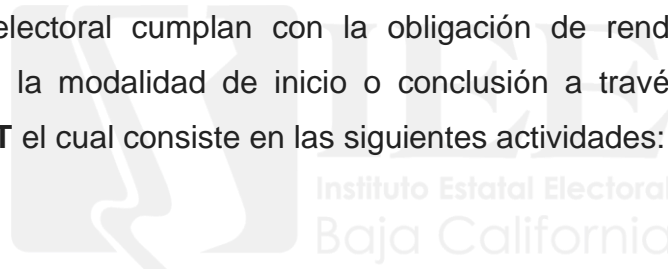 electoral cumplan con la obligación de rend
la modalidad de inicio o conclusión a travé
T el cual consiste en las siguientes actividades:
IEE
Instituto Estatal Electoral
Baja California